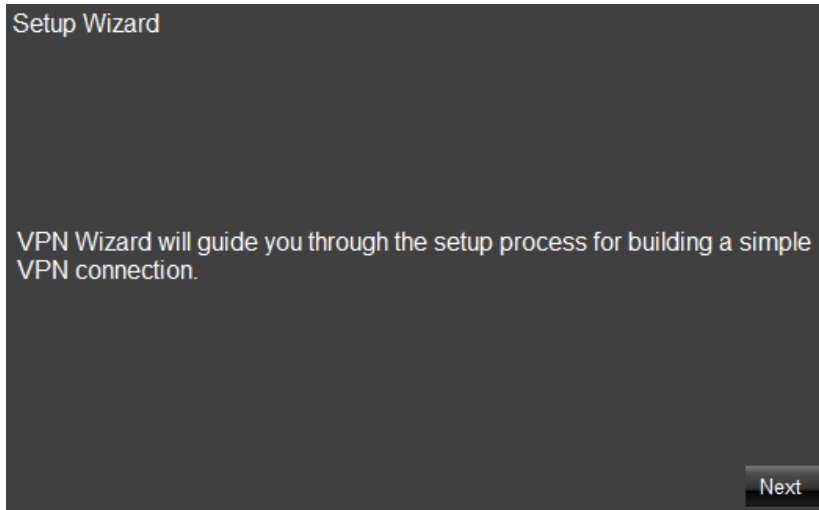 Setup Wizard
VPN Wizard will guide you through the setup process for building a simple
VPN connection.
Next